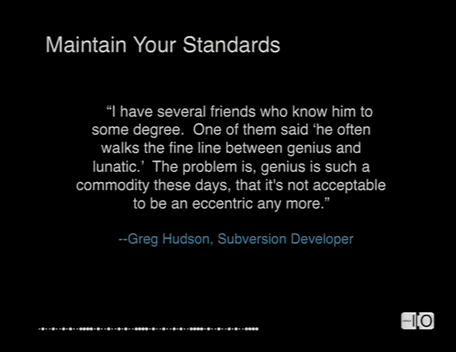 Maintain Your Standards
“I have several friends who know him to
some degree.  One of them said ‘he often
walks the fine line between genius and
lunatic.’  The problem is, genius is such a
commodity these days, that it's not acceptable
to be an eccentric any more.”
--Greg Hudson, Subversion Developer
IO